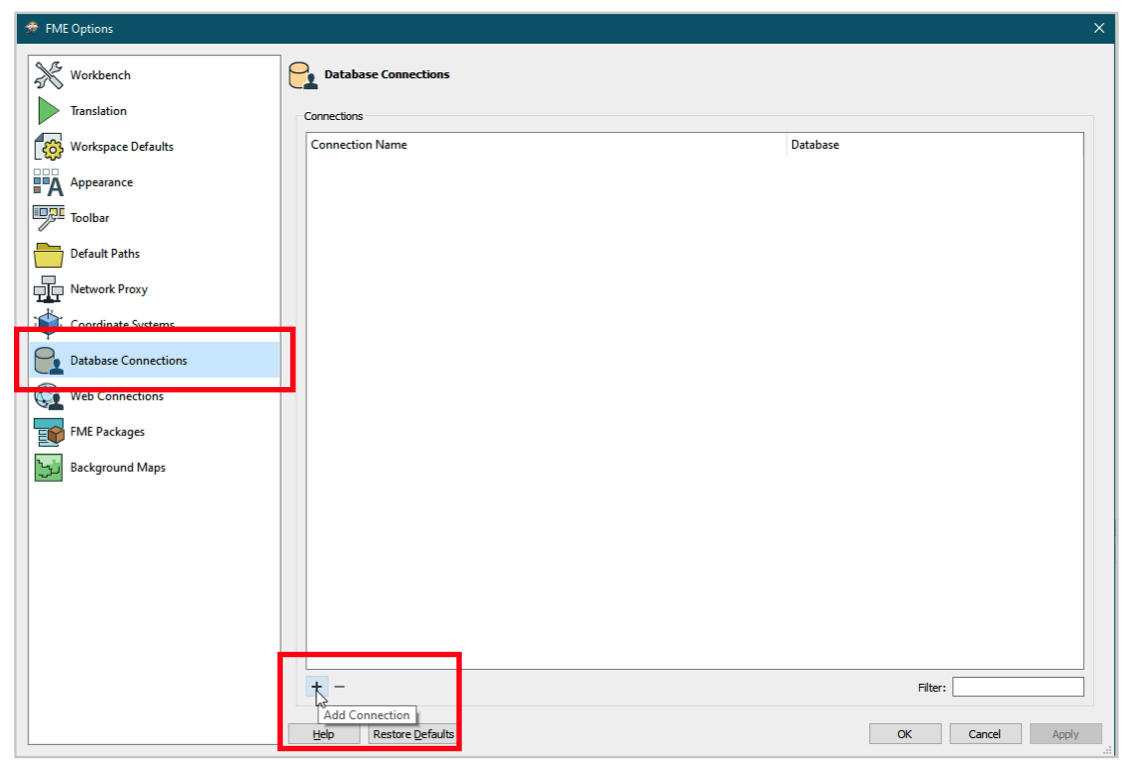 FME Options
Workbench
Translation
Workspace Defaults
Appearance
Toolbar
Default Paths
Network Proxy
Coordinate Systems
Database Connections
Web Connections
FME Packages
Background Maps
Database Connections
Connections
Connection Name Database
+ −
Filter:
Add Connection
Help Restore Defaults OK Cancel Apply